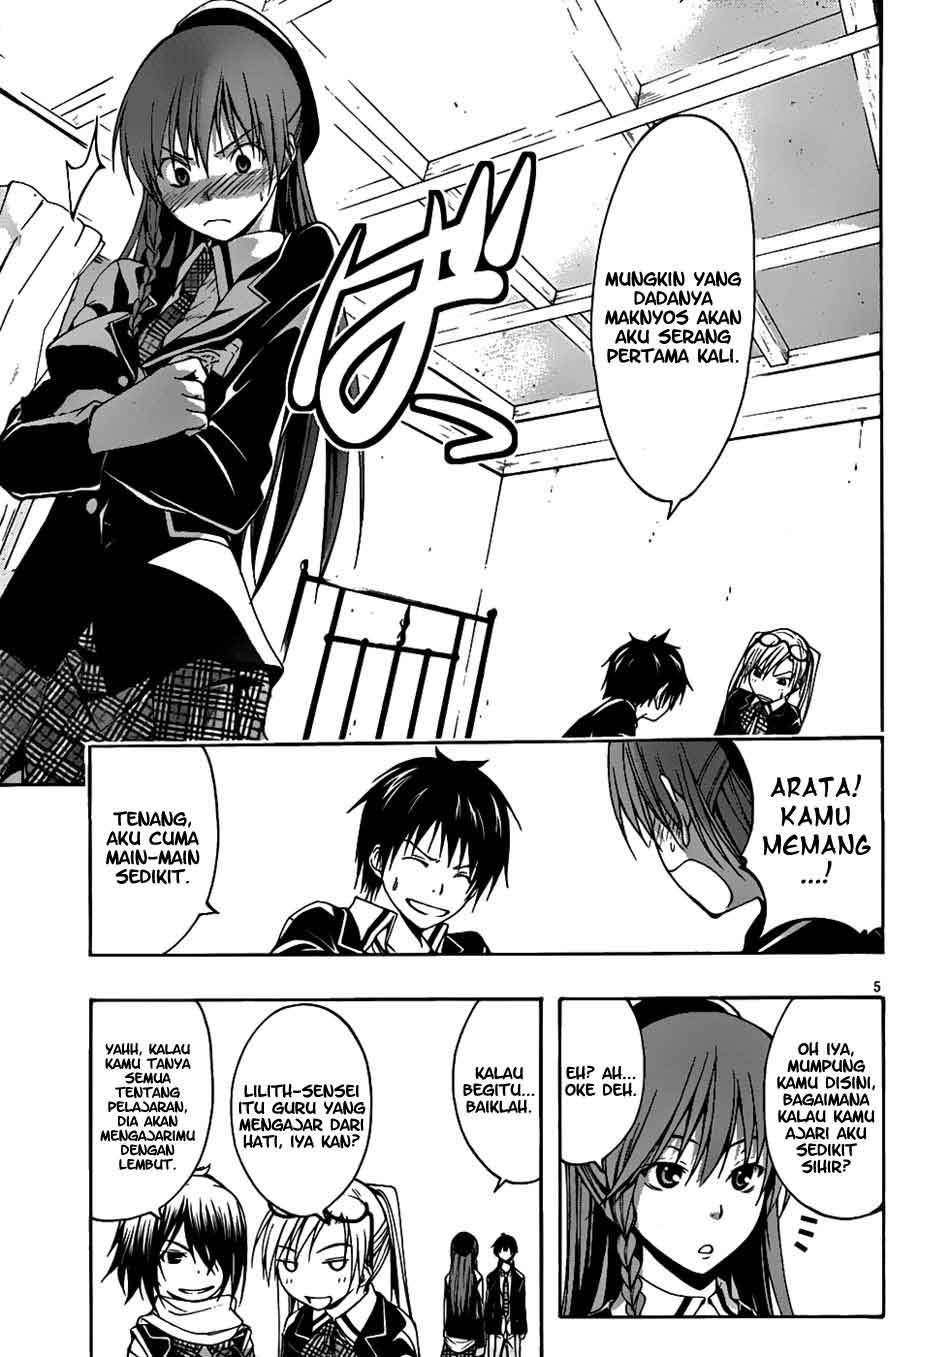 MUNGKIN YANG
DADANYA
MAKNYOS AKAN
AKU SERANG
PERTAMA KALI.
ばっ
ARATA!
KAMU
MEMANG
....!
TENANG,
AKU CUMA
MAIN-MAIN
SEDIKIT.
5
OH IYA,
MUMPUNG
KAMU DISINI,
BAGAIMANA
KALAU KAMU
AJARI AKU
SEDIKIT
SIHIR?
EH? AH...
OKE DEH.
KALAU
BEGITU...
BAIKLAH.
LILITH-SENSEI
ITU GURU YANG
MENGAJAR DARI
HATI, IYA KAN?
YAHH, KALAU
KAMU TANYA
SEMUA
TENTANG
PELAJARAN,
DIA AKAN
MENGAJARIMU
DENGAN
LEMBUT.